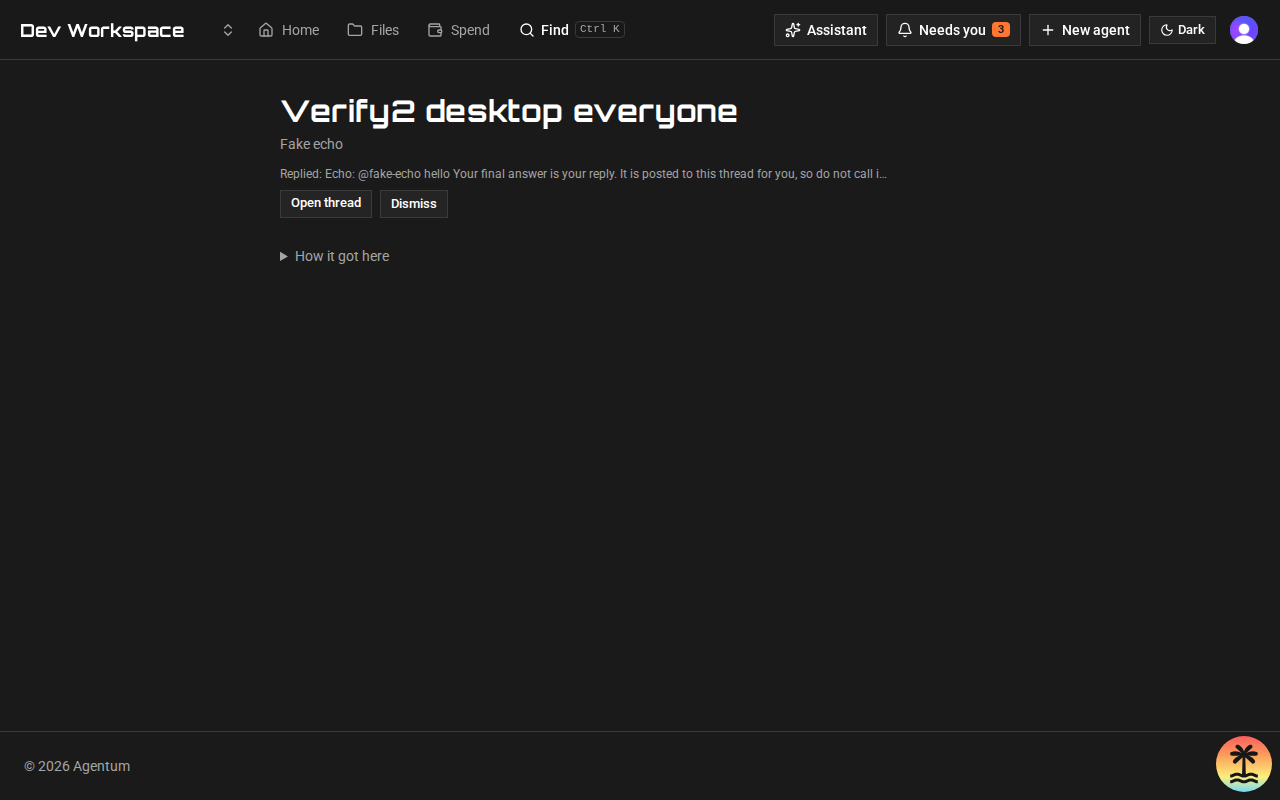 Dev Workspace
Home
Files
Spend
Find
Ctrl K
Assistant
Needs you 3
New agent
Dark
Verify2 desktop everyone
Fake echo
Replied: Echo: @fake-echo hello Your final answer is your reply. It is posted to this thread for you, so do not call i…
Open thread
Dismiss
How it got here
© 2026 Agentum